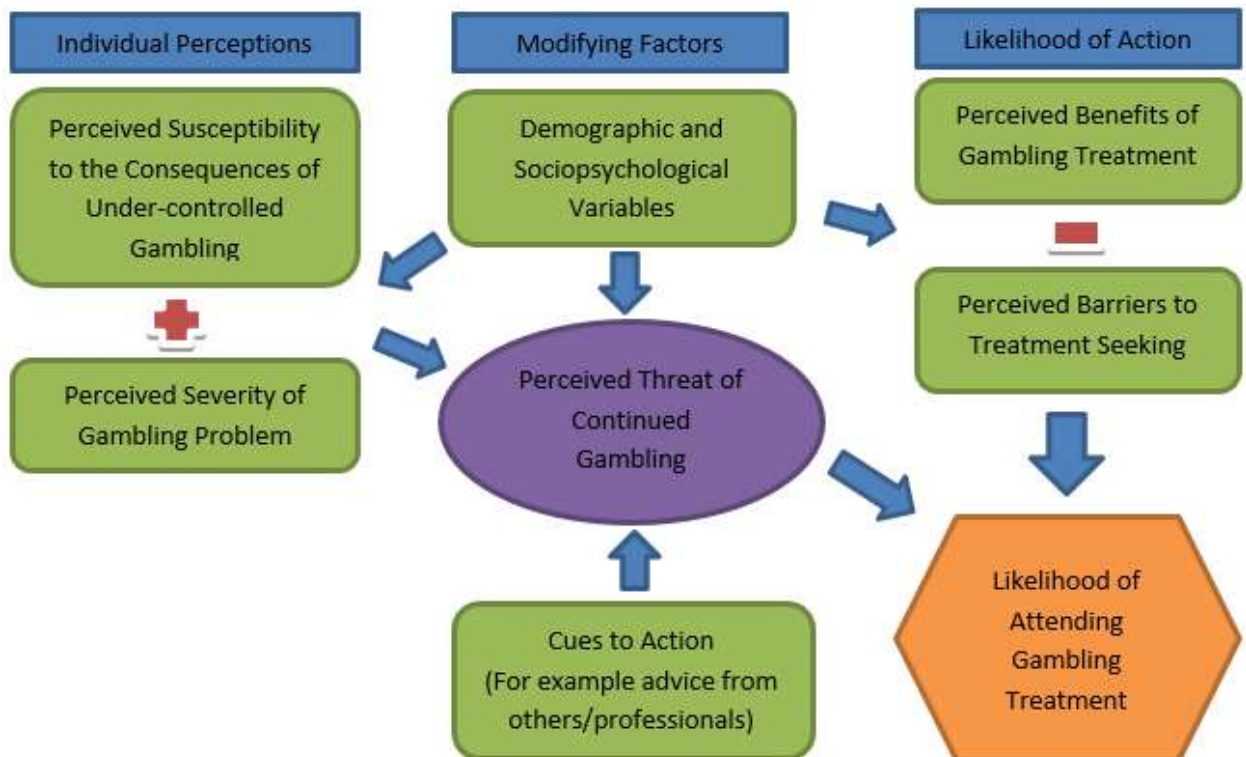 Individual Perceptions
Modifying Factors
Likelihood of Action
Perceived Susceptibility
to the Consequences of
Under-controlled
Gambling
Demographic and
Sociopsychological
Variables
Perceived Benefits of
Gambling Treatment
Perceived Severity of
Gambling Problem
Perceived Threat of
Continued
Gambling
Perceived Barriers to
Treatment Seeking
Cues to Action
(For example advice from
others/professionals)
Likelihood of
Attending
Gambling
Treatment